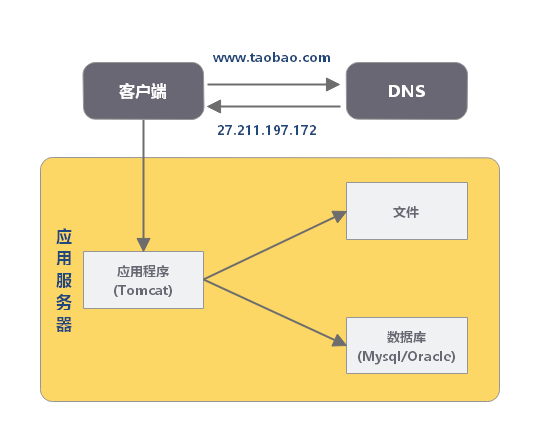 www.taobao.com
客户端
DNS
27.211.197.172
应用服务器
文件
应用程序
(Tomcat)
数据库
(Mysql/Oracle)